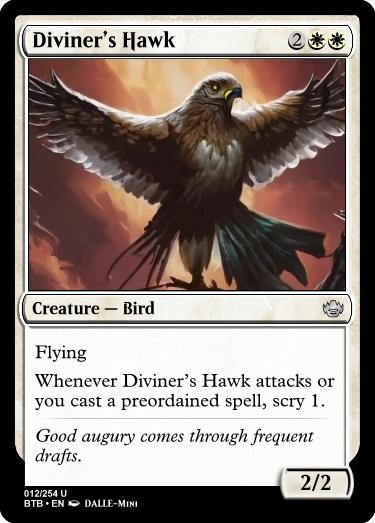 Diviner's Hawk 2
Creature — Bird
Flying
Whenever Diviner's Hawk attacks or
you cast a preordained spell, scry 1.
Good augury comes through frequent
drafts.
2/2
012/254 U
BTB • EN DALLE-Mini